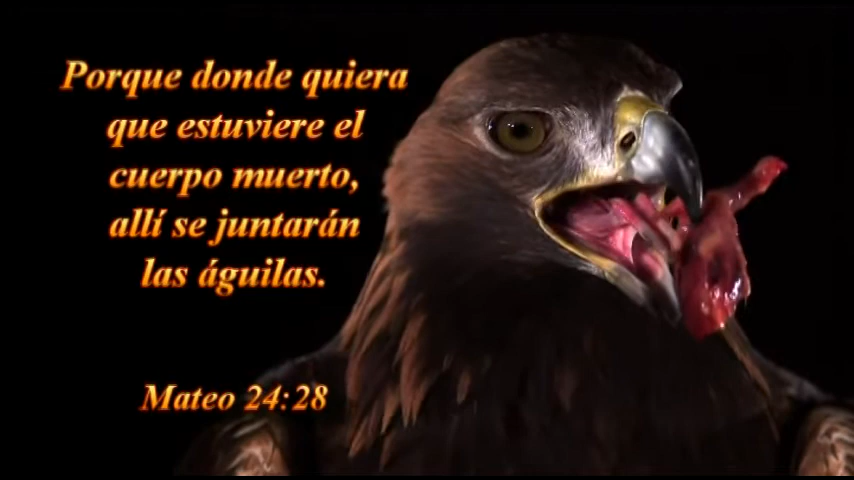 Porque donde quiera
que estuviere el
cuerpo muerto,
allí se juntarán
las águilas.
Mateo 24:28